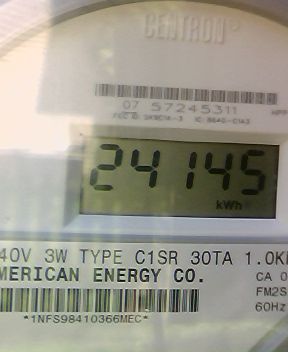 CENTRON®
07 57245311
24145
kWh
40V 3W TYPE C1SR 30TA 1.0K
MERICAN ENERGY CO.
CA 0
FM2S
60Hz
*1NFS98410366MEC*